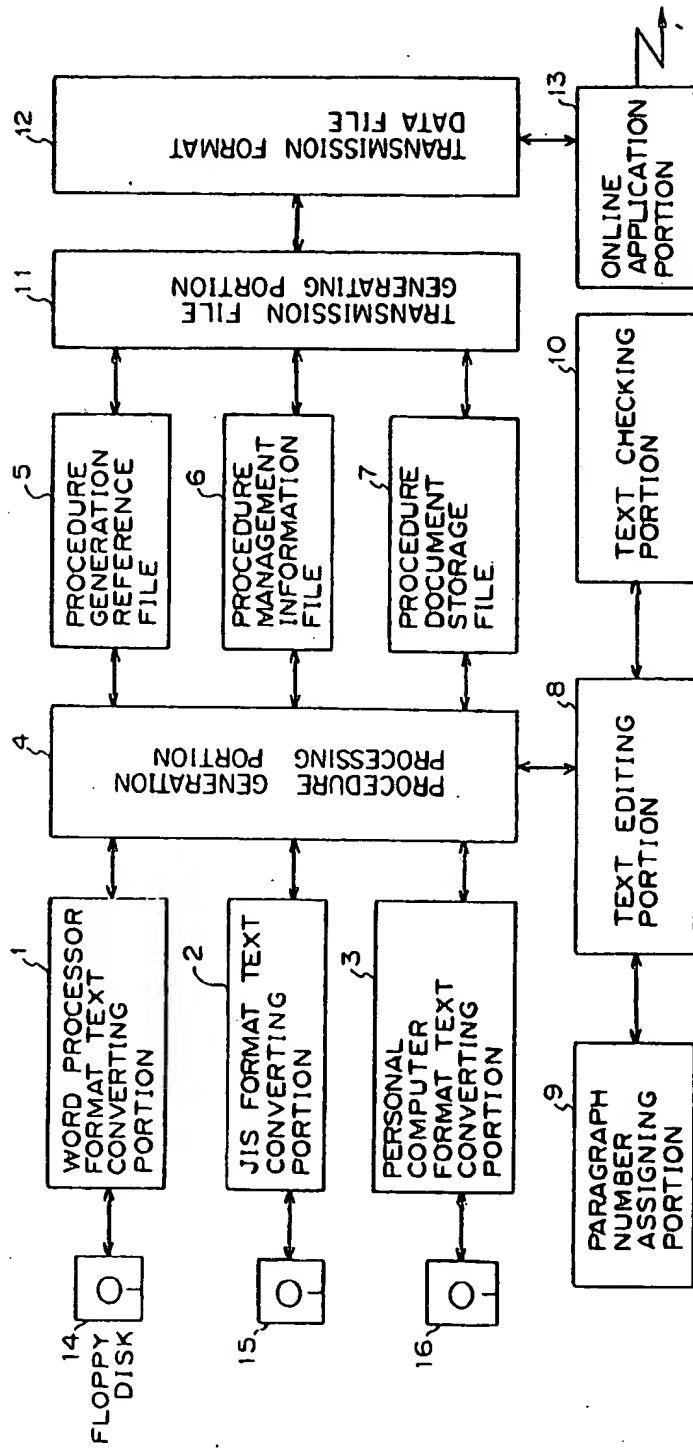 14
FLOPPY
DISK
15
16
1
WORD PROCESSOR
FORMAT TEXT
CONVERTING
PORTION
2
JIS FORMAT TEXT
CONVERTING
PORTION
3
PERSONAL
COMPUTER
FORMAT TEXT
CONVERTING
PORTION
4
PROCEDURE GENERATION
PROCESSING
PORTION
5
PROCEDURE
GENERATION
REFERENCE
FILE
6
PROCEDURE
MANAGEMENT
INFORMATION
FILE
7
PROCEDURE
DOCUMENT
STORAGE
FILE
11
TRANSMISSION FILE
GENERATING PORTION
12
TRANSMISSION FORMAT
DATA FILE
9
PARAGRAPH
NUMBER
ASSIGNING
PORTION
8
TEXT EDITING
PORTION
10
TEXT CHECKING
PORTION
13
ONLINE
APPLICATION
PORTION